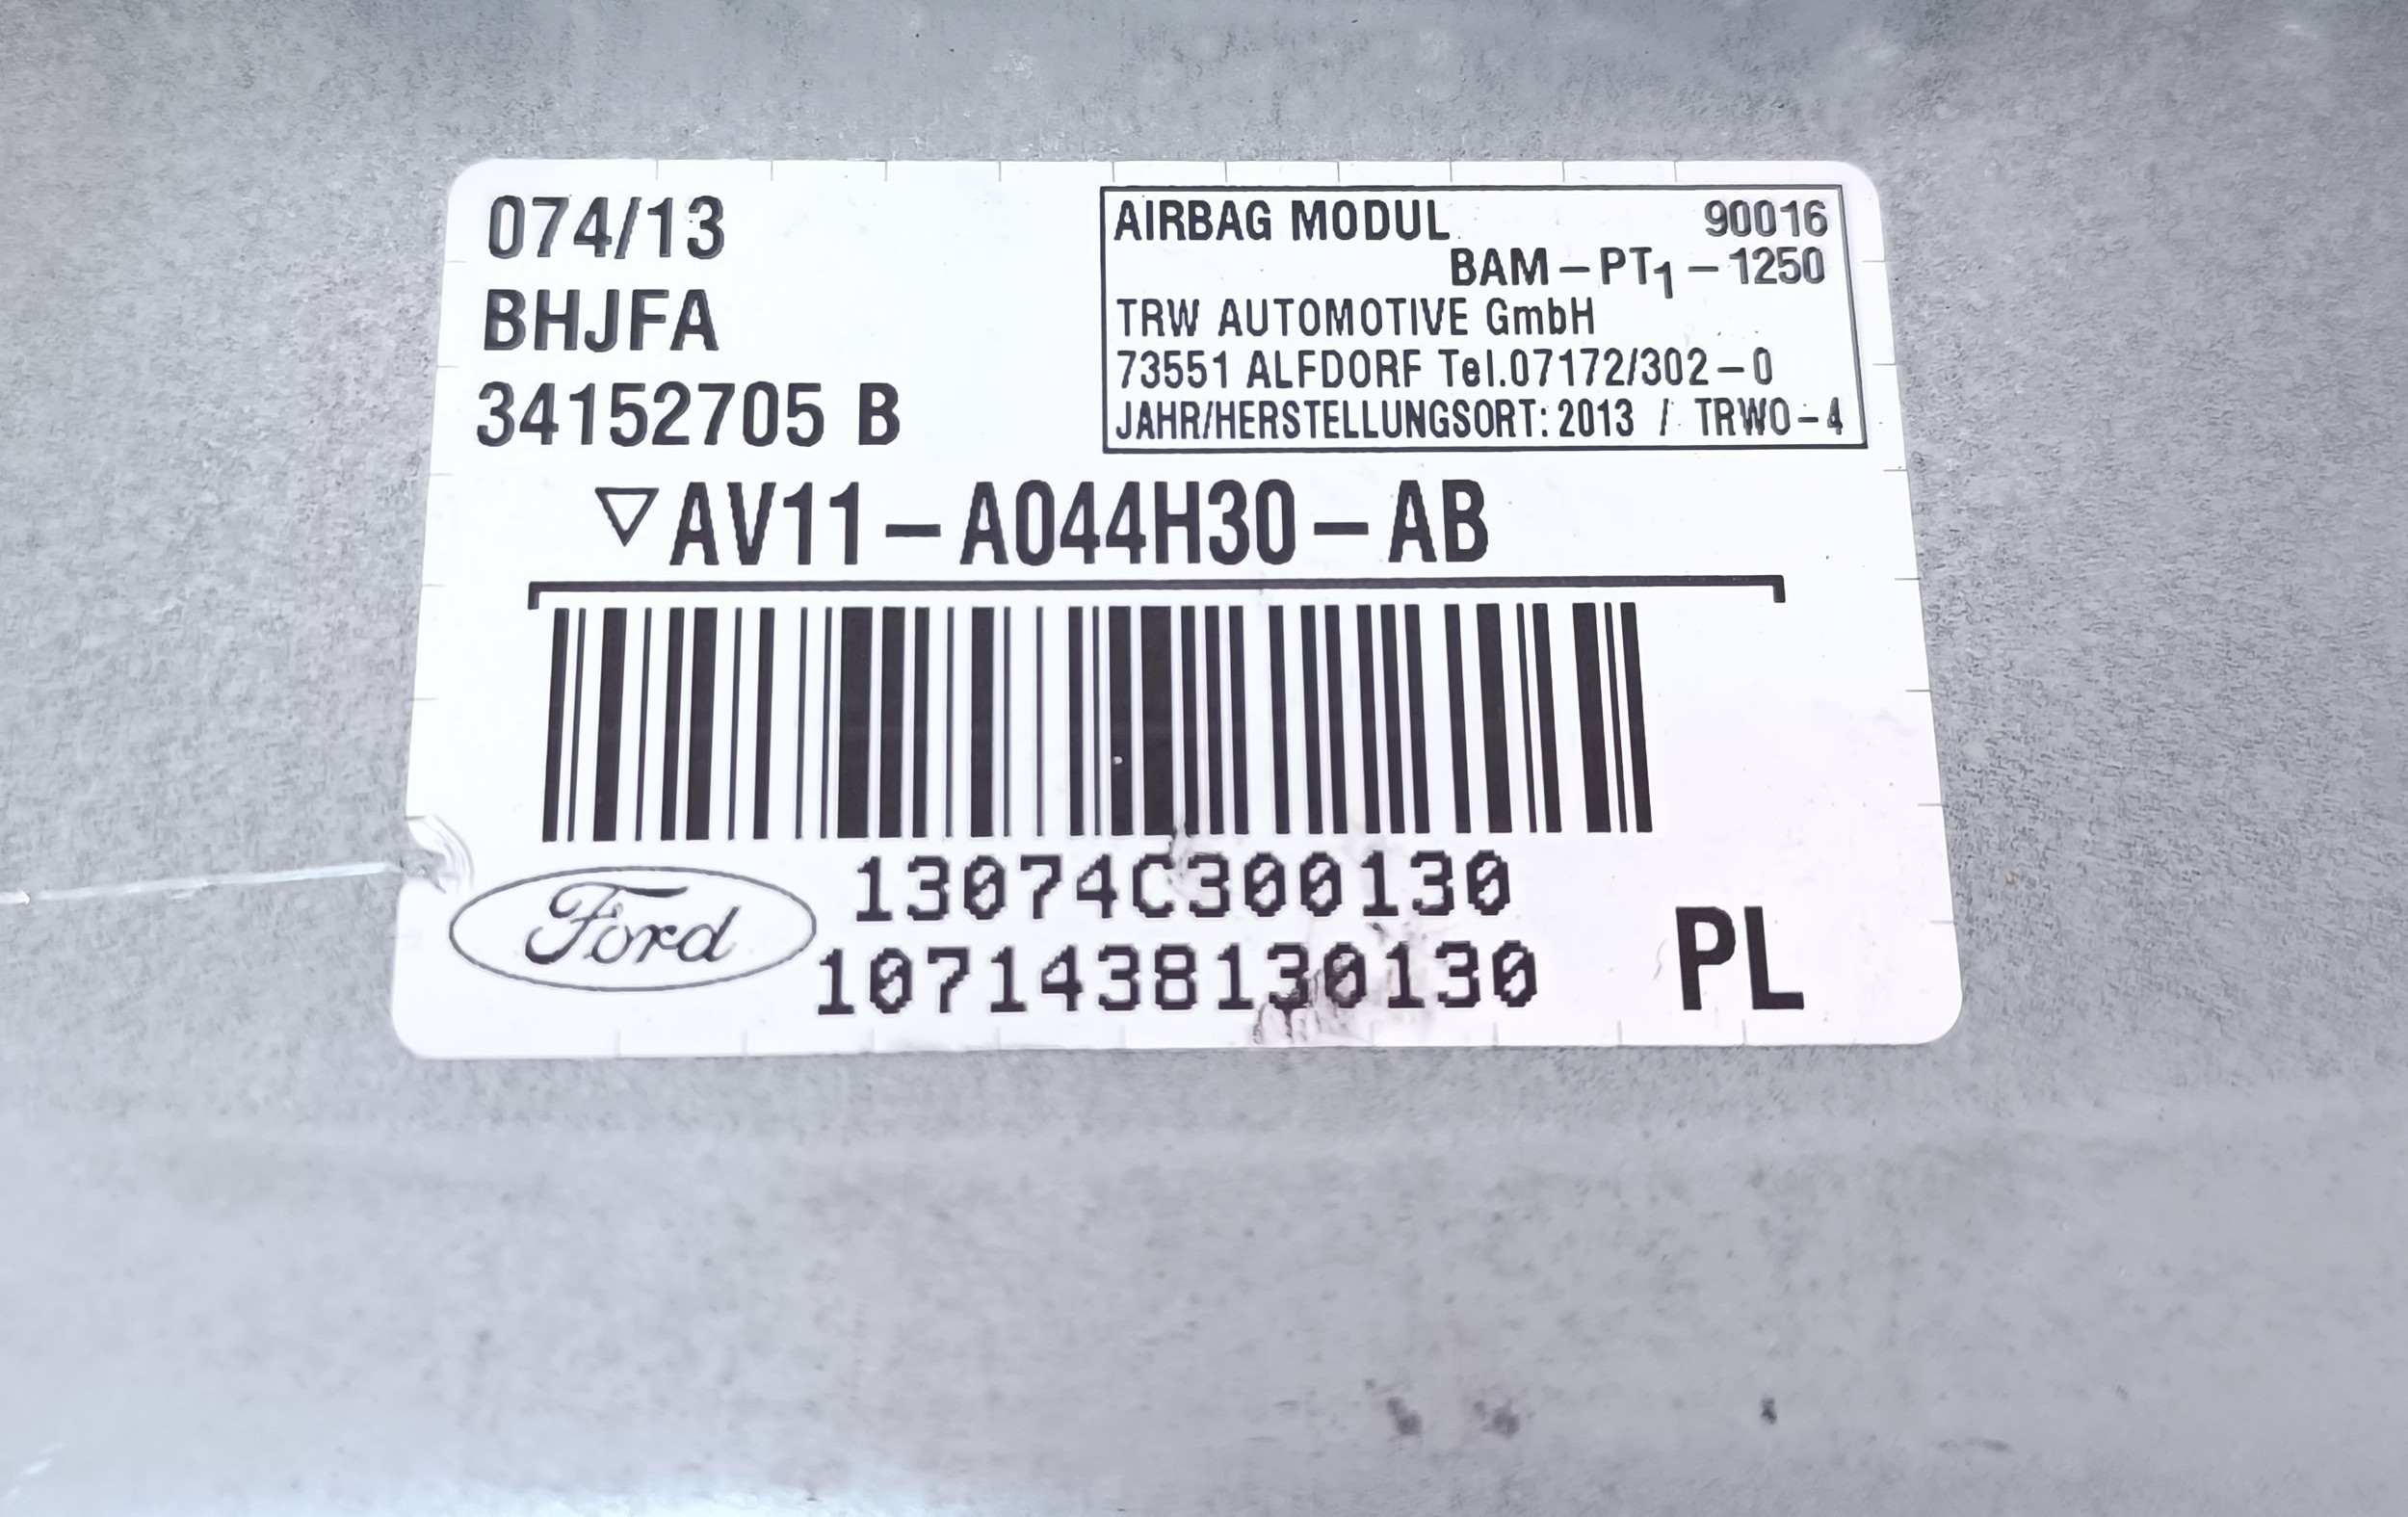 074/13
BHJFA
34152705 B
AIRBAG MODUL 90016
BAM-PT1-1250
TRW AUTOMOTIVE GmbH
73551 ALFDORF Tel.07172/302-0
JAHR/HERSTELLUNGSORT: 2013 / TRWO-4
▽AV11-A044H30-AB
13074C300130
Ford
1071438130130
PL